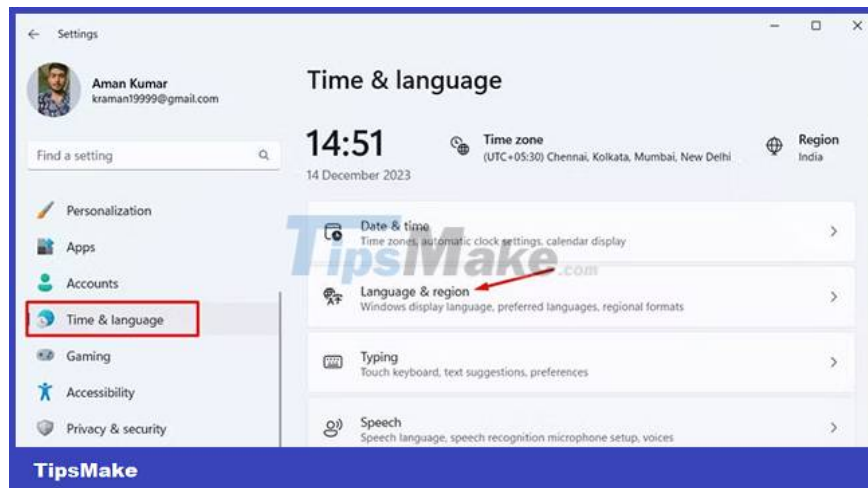 Settings
Aman Kumar
kraman19999@gmail.com
Find a setting
Personalization
Apps
Accounts
Time & language
Gaming
Accessibility
Privacy & security
Time & language
14:51
14 December 2023
Time zone
(UTC+05:30) Chennai, Kolkata, Mumbai, New Delhi
Region
India
Date & time
Time zones, automatic clock settings, calendar display
TipsMake.com
Language & region
Windows display language, preferred languages, regional formats
Typing
Touch keyboard, text suggestions, preferences
Speech
Speech language, speech recognition microphone setup, voices
TipsMake